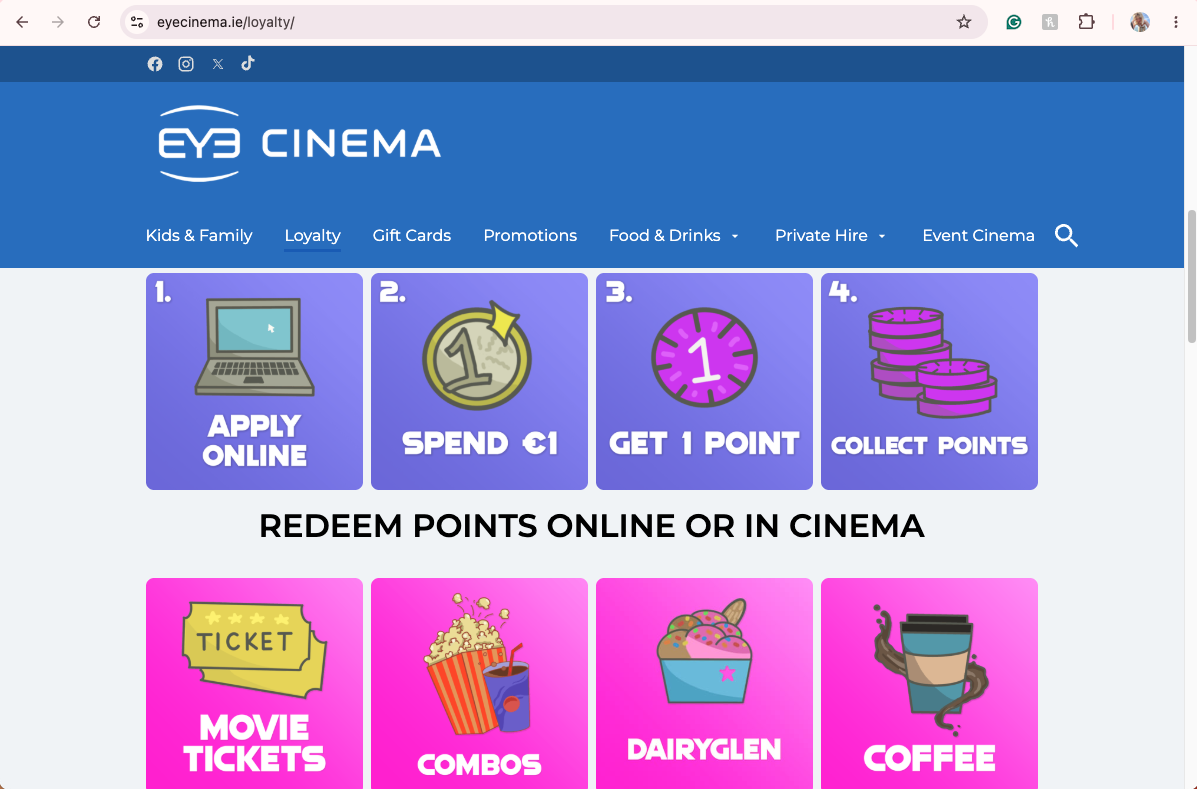 eyecinema.ie/loyalty/
EYE CINEMA
Kids & Family Loyalty Gift Cards Promotions Food & Drinks Private Hire Event Cinema
1. 2. 3. 4.
1 1
APPLY
ONLINE
SPEND €1
GET 1 POINT
COLLECT POINTS
REDEEM POINTS ONLINE OR IN CINEMA
TICKET
MOVIE
TICKETS
COMBOS
DAIRYGLEN
COFFEE